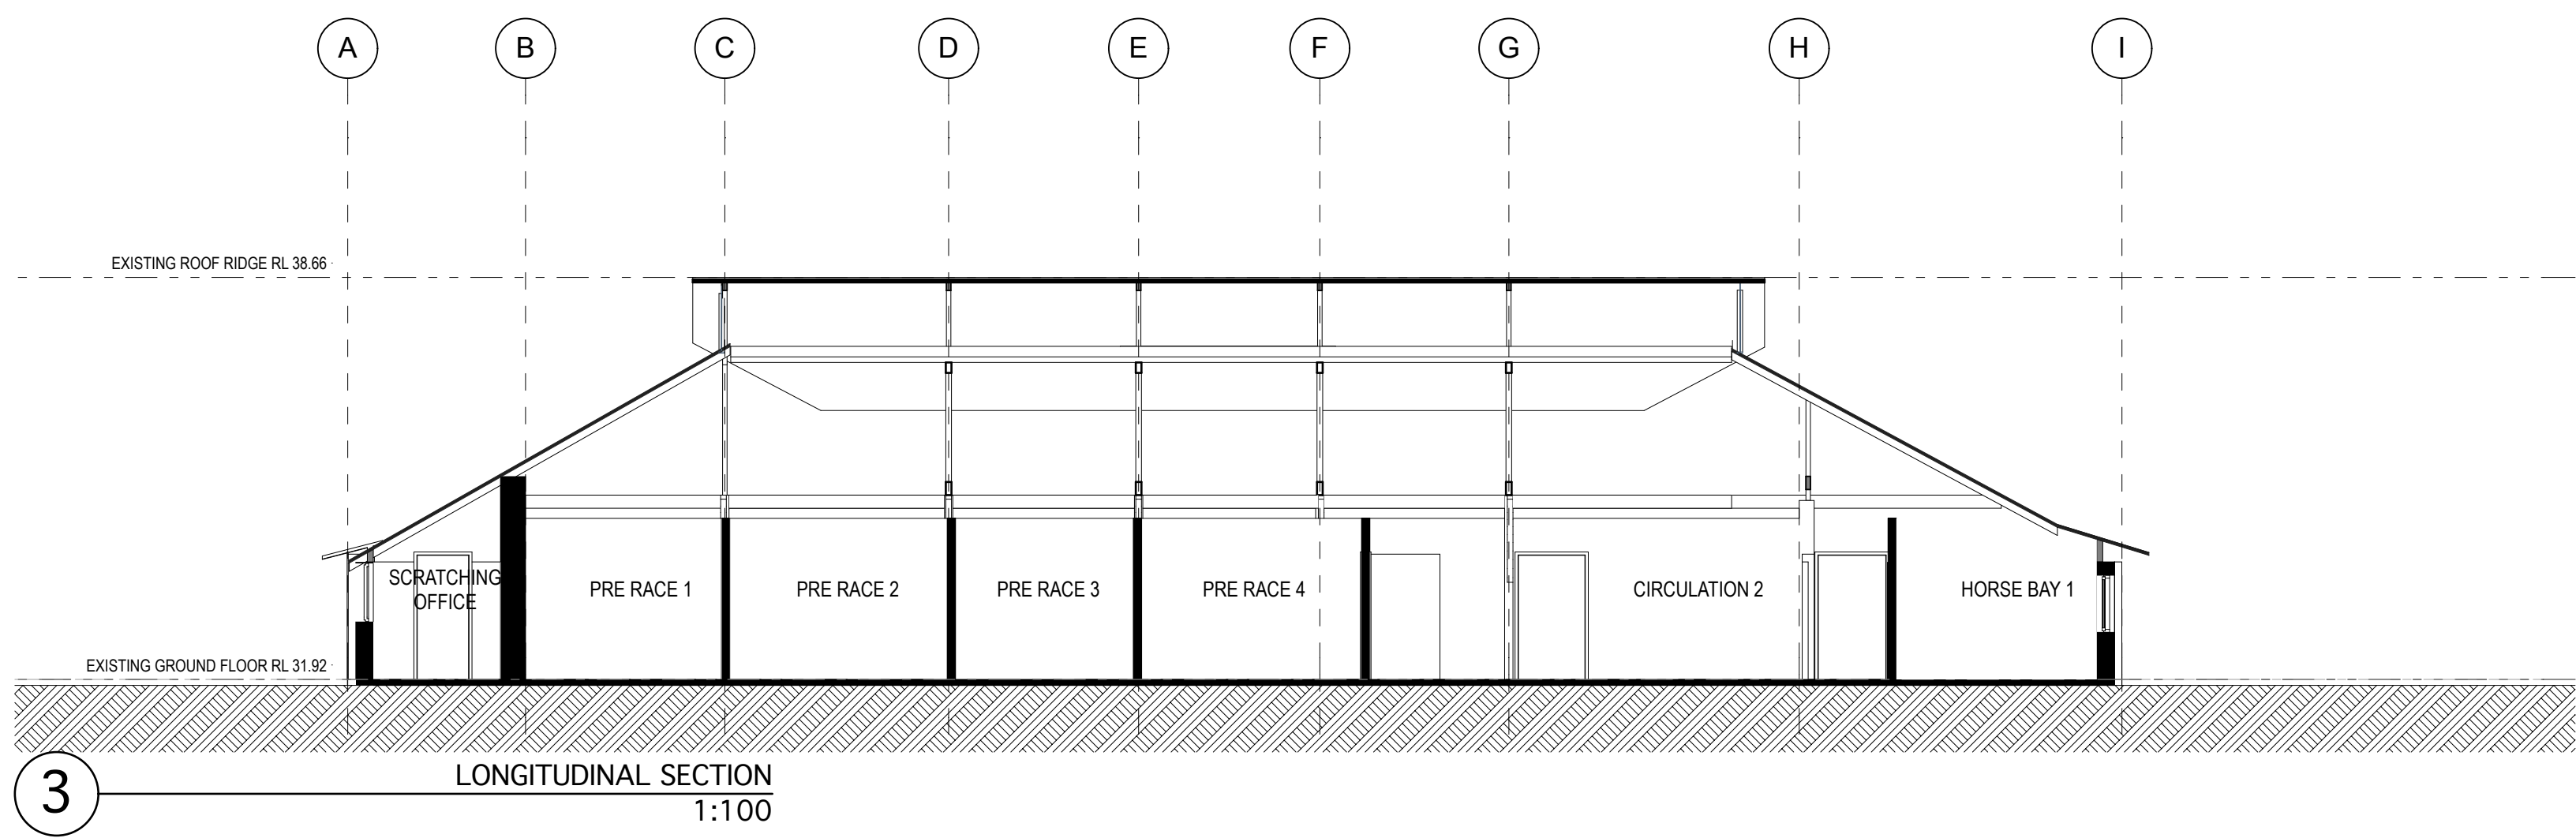 A B C D E F G H I
EXISTING ROOF RIDGE RL 38.66
SCRATCHING
OFFICE
PRE RACE 1
PRE RACE 2
PRE RACE 3
PRE RACE 4
CIRCULATION 2
HORSE BAY 1
EXISTING GROUND FLOOR RL 31.92
3
LONGITUDINAL SECTION
1:100